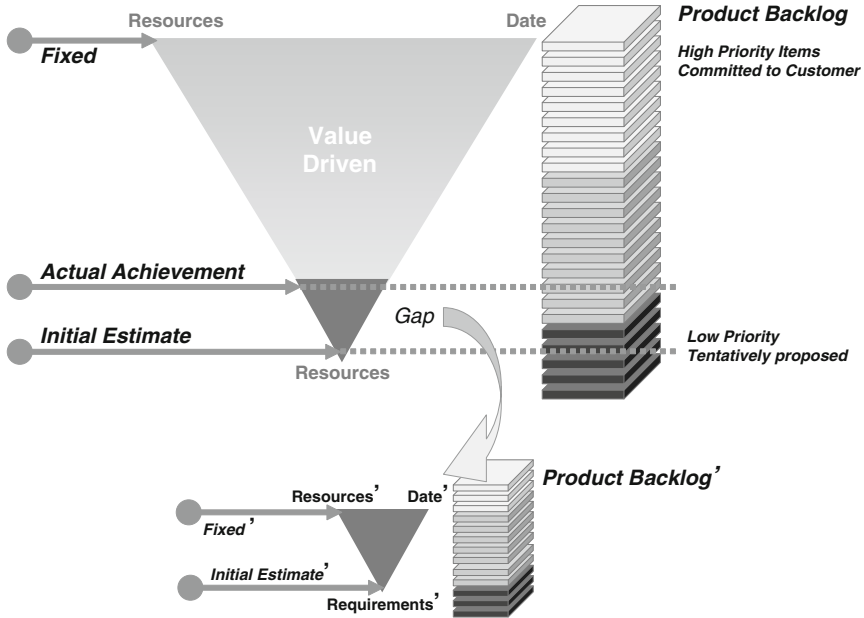 Resources
Date
Product Backlog
Fixed
High Priority Items
Committed to Customer
Value
Driven
Actual Achievement
Gap
Initial Estimate
Low Priority
Tentatively proposed
Resources
Product Backlog’
Resources’
Date’
Fixed’
Initial Estimate’
Requirements’